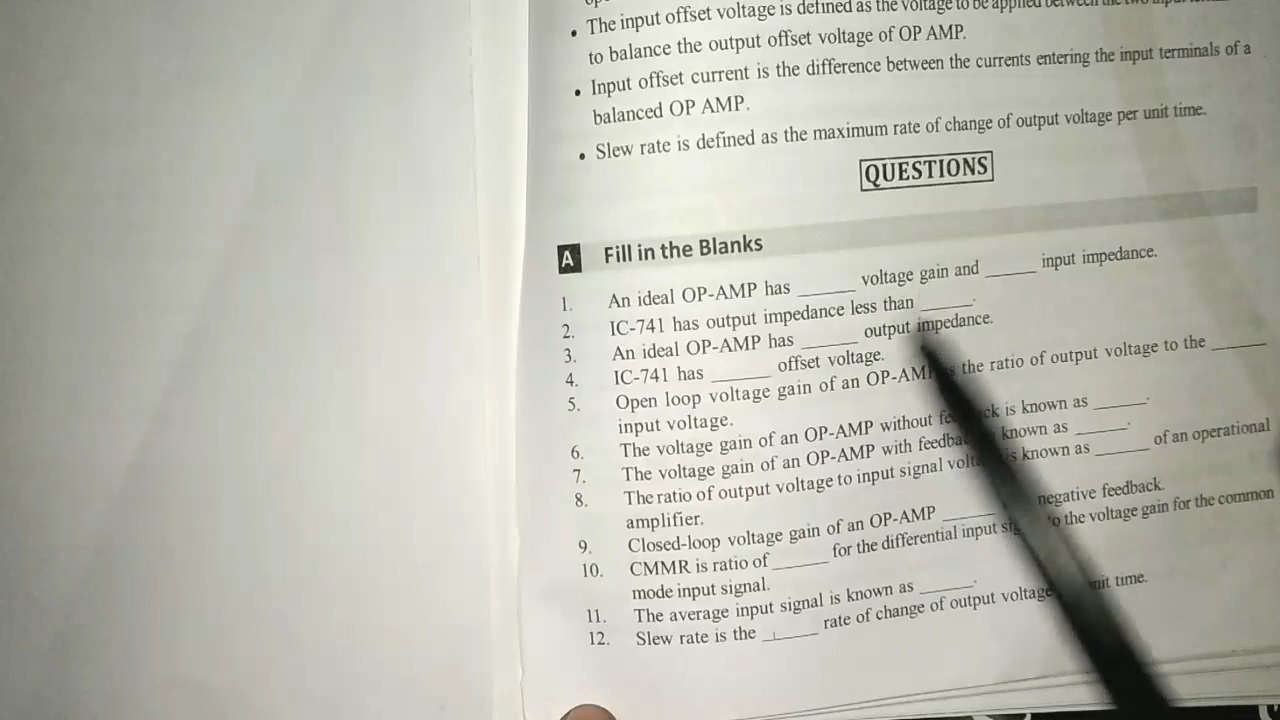 • The input offset voltage is defined as the voltage to be applied between the two input
to balance the output offset voltage of OP AMP.
• Input offset current is the difference between the currents entering the input terminals of a
balanced OP AMP.
• Slew rate is defined as the maximum rate of change of output voltage per unit time.
QUESTIONS
A Fill in the Blanks
1. An ideal OP-AMP has ______ voltage gain and ______ input impedance.
2. IC-741 has output impedance less than ______.
3. An ideal OP-AMP has ______ output impedance.
4. IC-741 has ______ offset voltage.
5. Open loop voltage gain of an OP-AMP is the ratio of output voltage to the ______
input voltage.
6. The voltage gain of an OP-AMP without feedback is known as ______.
7. The voltage gain of an OP-AMP with feedback is known as ______.
8. The ratio of output voltage to input signal voltage is known as ______ of an operational
amplifier.
9. Closed-loop voltage gain of an OP-AMP ______ negative feedback.
10. CMMR is ratio of ______ for the differential input signal to the voltage gain for the common
mode input signal.
11. The average input signal is known as ______.
12. Slew rate is the ______ rate of change of output voltage unit time.